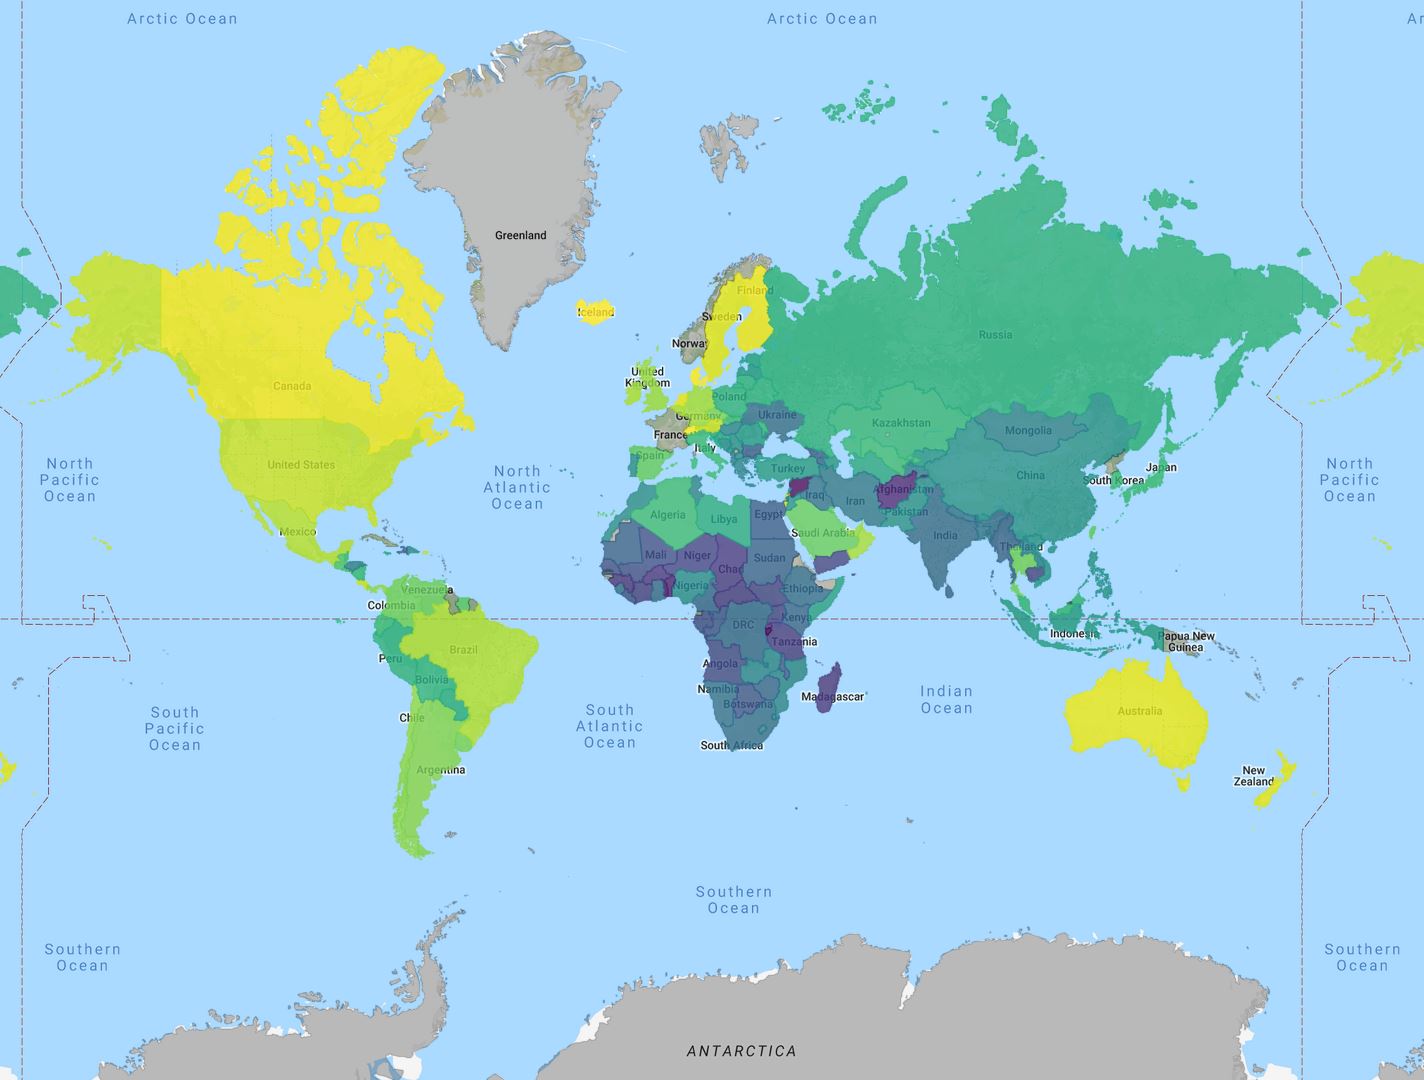 Arctic Ocean
Arctic Ocean
Ar
Greenland
Iceland
Finland
Sweden
Norway
Russia
United
Kingdom
Canada
Poland
Germany
Ukraine
Kazakhstan
Mongolia
France
Italy
Spain
United States
North
Pacific
Ocean
North
Atlantic
Ocean
Turkey
China
Japan
South Korea
North
Pacific
Ocean
Iraq
Iran
Afghanistan
Pakistan
Algeria
Libya
Egypt
Saudi Arabia
India
Mexico
Mali
Niger
Chad
Sudan
Thailand
Nigeria
Ethiopia
Venezuela
Colombia
DRC
Kenya
Tanzania
Indonesia
Papua New
Guinea
Brazil
Peru
Bolivia
Angola
Namibia
Botswana
Madagascar
Indian
Ocean
Australia
South
Pacific
Ocean
Chile
South
Atlantic
Ocean
South Africa
Argentina
New
Zealand
Southern
Ocean
Southern
Ocean
Southern
Ocean
ANTARCTICA